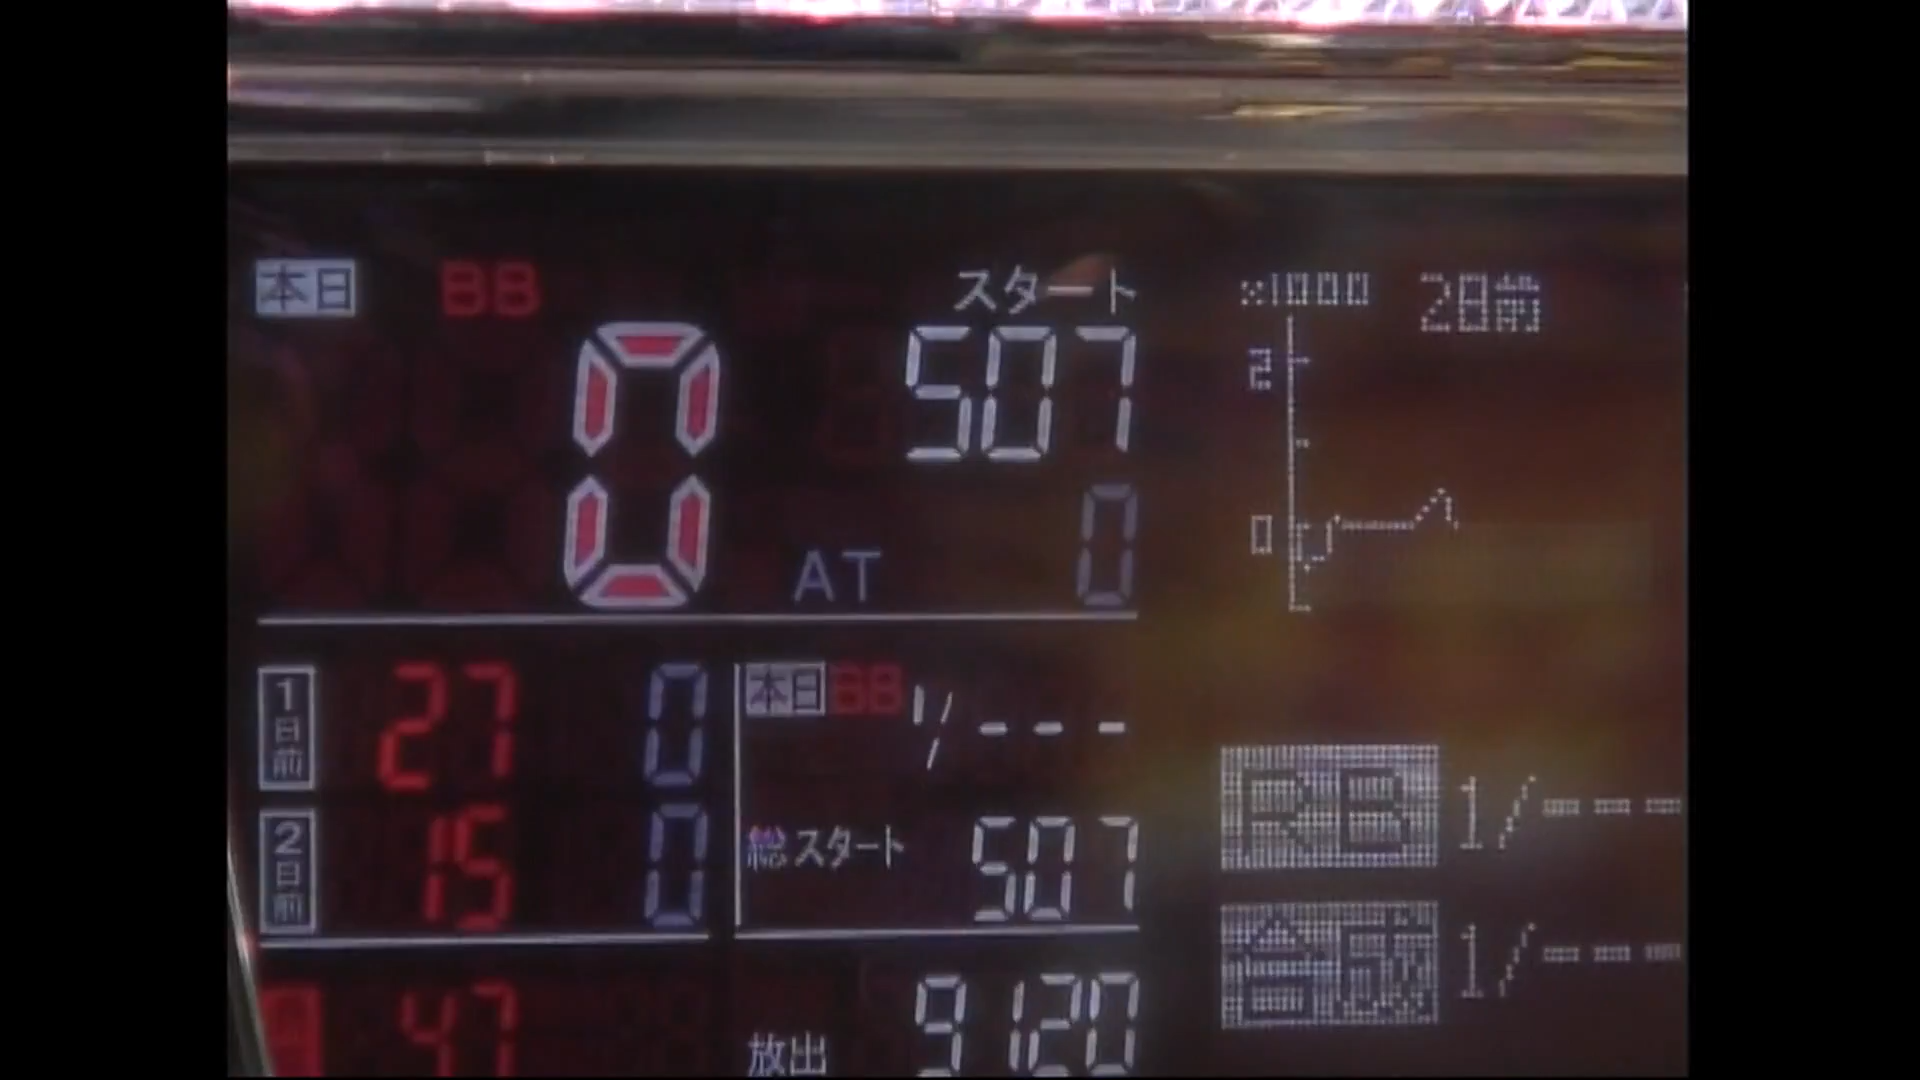 本日 BB 0 スタート 507
AT 0
×1000 2日前
2
0
1日前 27 0
2日前 15 0
本日 BB 1/---
総スタート 507
RB 1/---
合成 1/---
47
放出 9120